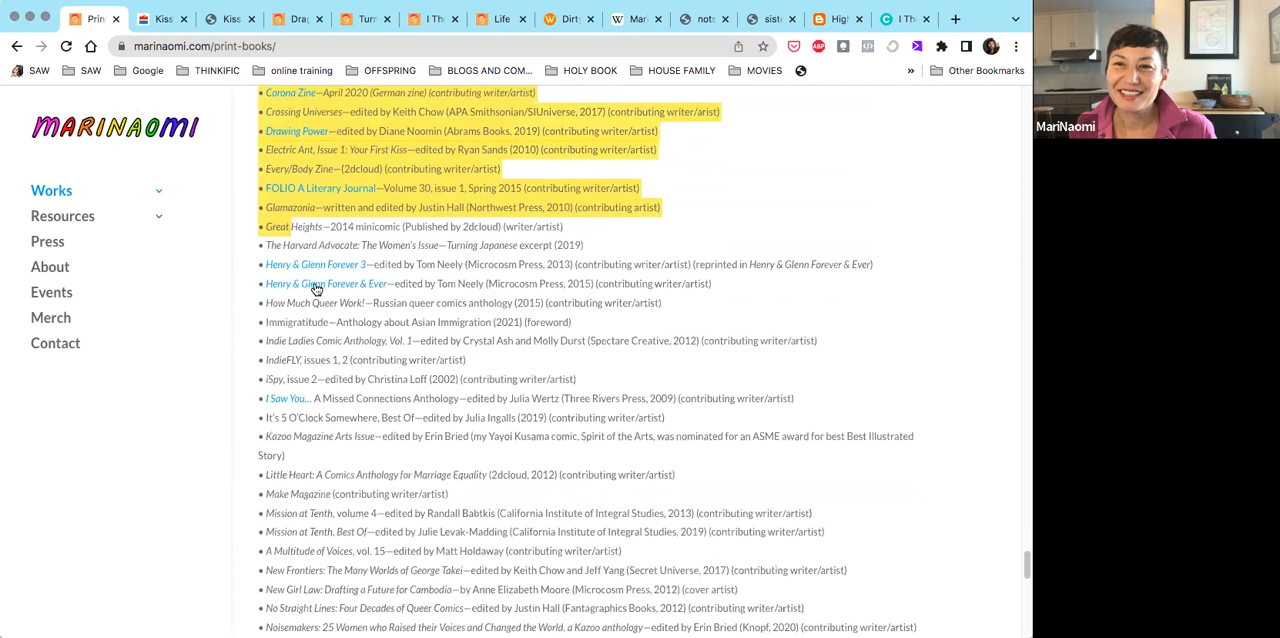 Prin
Kiss
Kiss
Drag
Turn
I Th
Life
Dirt
Mari
nots
siste
High
I The
marinaomi.com/print-books/
SAW
SAW
Google
THINKIFIC
online training
OFFSPRING
BLOGS AND COM...
HOLY BOOK
HOUSE FAMILY
MOVIES
»
Other Bookmarks
MARINAOMI
Works
Resources
Press
About
Events
Merch
Contact
• Corona Zine—April 2020 (German zine) (contributing writer/artist)
• Crossing Universes—edited by Keith Chow (APA Smithsonian/SIUniverse, 2017) (contributing writer/arist)
• Drawing Power—edited by Diane Noomin (Abrams Books, 2019) (contributing writer/artist)
• Electric Ant, Issue 1: Your First Kiss—edited by Ryan Sands (2010) (contributing writer/artist)
• Every/Body Zine—(2dcloud) (contributing writer/artist)
• FOLIO A Literary Journal—Volume 30, issue 1, Spring 2015 (contributing writer/artist)
• Glamazonia—written and edited by Justin Hall (Northwest Press, 2010) (contributing artist)
• Great Heights—2014 minicomic (Published by 2dcloud) (writer/artist)
• The Harvard Advocate: The Women's Issue—Turning Japanese excerpt (2019)
• Henry & Glenn Forever 3—edited by Tom Neely (Microcosm Press, 2013) (contributing writer/artist) (reprinted in Henry & Glenn Forever & Ever)
• Henry & Glenn Forever & Ever—edited by Tom Neely (Microcosm Press, 2015) (contributing writer/artist)
• How Much Queer Work!—Russian queer comics anthology (2015) (contributing writer/artist)
• Immigratitude—Anthology about Asian Immigration (2021) (foreword)
• Indie Ladies Comic Anthology, Vol. 1—edited by Crystal Ash and Molly Durst (Spectare Creative, 2012) (contributing writer/artist)
• IndieFLY, issues 1, 2 (contributing writer/artist)
• iSpy, issue 2—edited by Christina Loff (2002) (contributing writer/artist)
• I Saw You... A Missed Connections Anthology—edited by Julia Wertz (Three Rivers Press, 2009) (contributing writer/artist)
• It's 5 O'Clock Somewhere, Best Of—edited by Julia Ingalls (2019) (contributing writer/artist)
• Kazoo Magazine Arts Issue—edited by Erin Bried (my Yayoi Kusama comic, Spirit of the Arts, was nominated for an ASME award for best Best Illustrated
Story)
• Little Heart: A Comics Anthology for Marriage Equality (2dcloud, 2012) (contributing writer/artist)
• Make Magazine (contributing writer/artist)
• Mission at Tenth, volume 4—edited by Randall Babtkis (California Institute of Integral Studies, 2013) (contributing writer/artist)
• Mission at Tenth, Best Of—edited by Julie Levak-Madding (California Institute of Integral Studies, 2019) (contributing writer/artist)
• A Multitude of Voices, vol. 15—edited by Matt Holdaway (contributing writer/artist)
• New Frontiers: The Many Worlds of George Takei—edited by Keith Chow and Jeff Yang (Secret Universe, 2017) (contributing writer/artist)
• New Girl Law: Drafting a Future for Cambodia—by Anne Elizabeth Moore (Microcosm Press, 2012) (cover artist)
• No Straight Lines: Four Decades of Queer Comics—edited by Justin Hall (Fantagraphics Books, 2012) (contributing writer/artist)
• Noisemakers: 25 Women who Raised their Voices and Changed the World, a Kazoo anthology—edited by Erin Bried (Knopf, 2020) (contributing writer/artist)
MariNaomi